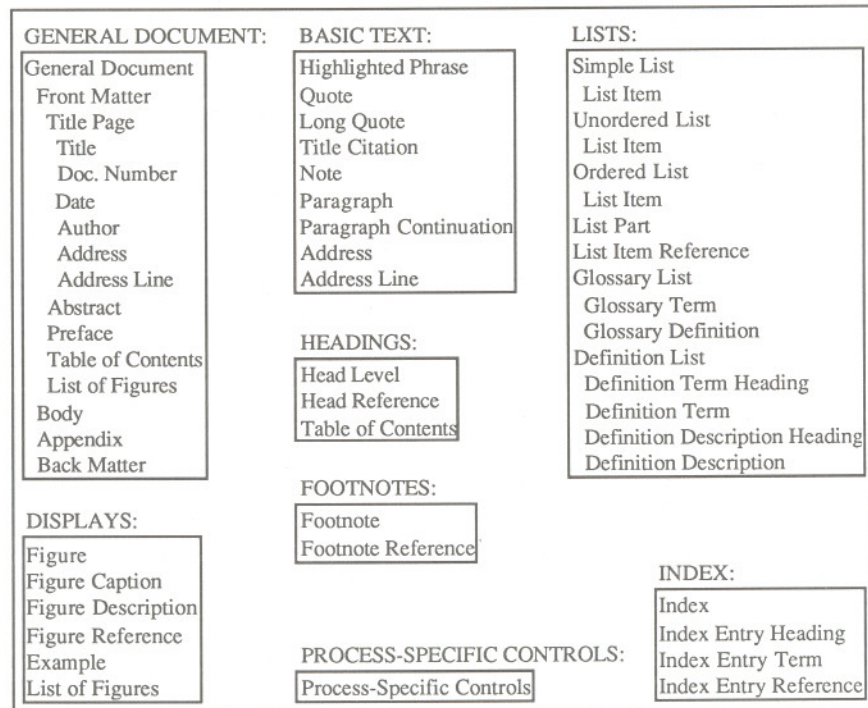 GENERAL DOCUMENT:
General Document
Front Matter
Title Page
Title
Doc. Number
Date
Author
Address
Address Line
Abstract
Preface
Table of Contents
List of Figures
Body
Appendix
Back Matter
DISPLAYS:
Figure
Figure Caption
Figure Description
Figure Reference
Example
List of Figures
BASIC TEXT:
Highlighted Phrase
Quote
Long Quote
Title Citation
Note
Paragraph
Paragraph Continuation
Address
Address Line
HEADINGS:
Head Level
Head Reference
Table of Contents
FOOTNOTES:
Footnote
Footnote Reference
PROCESS-SPECIFIC CONTROLS:
Process-Specific Controls
LISTS:
Simple List
List Item
Unordered List
List Item
Ordered List
List Item
List Part
List Item Reference
Glossary List
Glossary Term
Glossary Definition
Definition List
Definition Term Heading
Definition Term
Definition Description Heading
Definition Description
INDEX:
Index
Index Entry Heading
Index Entry Term
Index Entry Reference